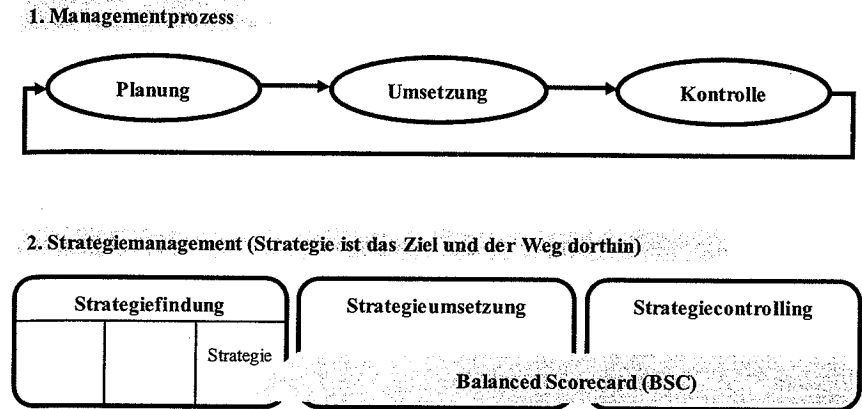 1. Managementprozess
Planung
Umsetzung
Kontrolle
2. Strategiemanagement (Strategie ist das Ziel und der Weg dorthin)
Strategiefindung
Strategieumsetzung
Strategiecontrolling
Strategie
Balanced Scorecard (BSC)